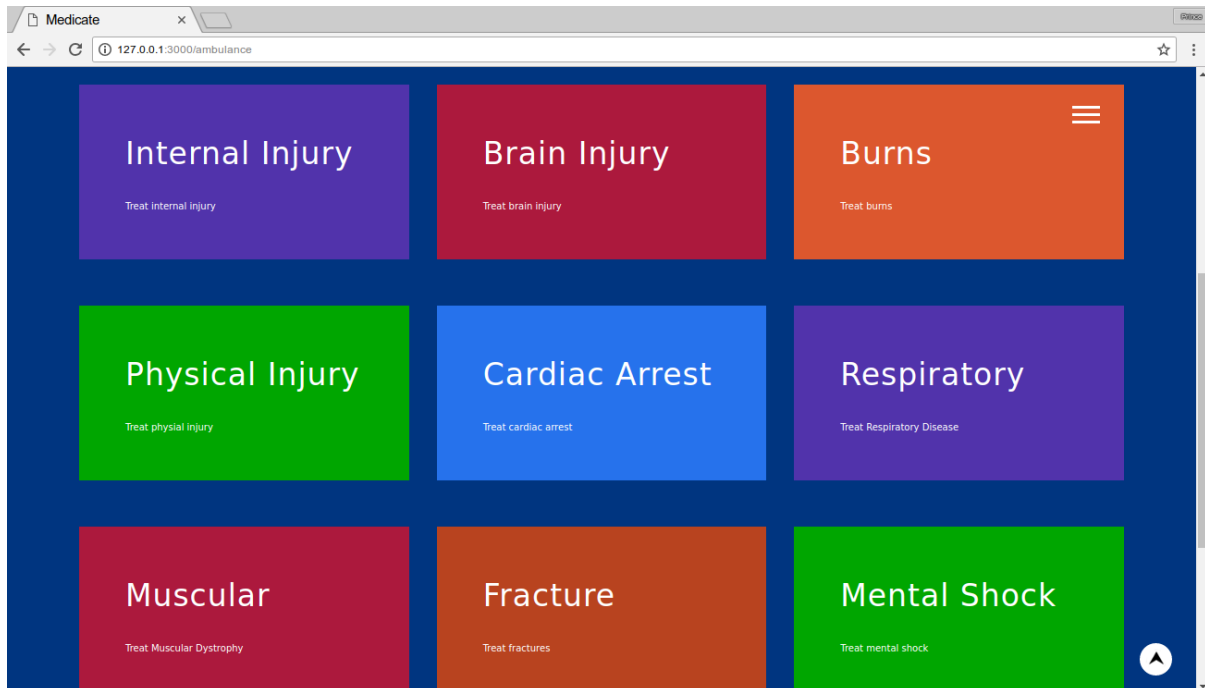 Medicate
Prince
127.0.0.1:3000/ambulance
Internal Injury
Brain Injury
Burns
Treat internal injury
Treat brain injury
Treat burns
Physical Injury
Cardiac Arrest
Respiratory
Treat physial injury
Treat cardiac arrest
Treat Respiratory Disease
Muscular
Fracture
Mental Shock
Treat Muscular Dystrophy
Treat fractures
Treat mental shock